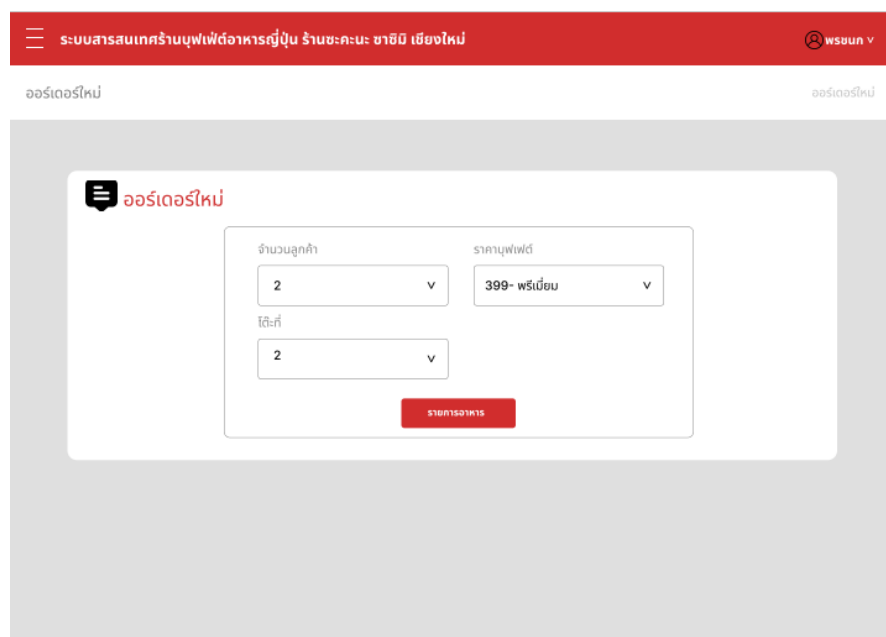 ระบบสารสนเทศร้านบุฟเฟ่ต์อาหารญี่ปุ่น ร้านซะคะนะ ซาซิมิ เชียงใหม่
พรชนก
ออร์เดอร์ใหม่
ออร์เดอร์ใหม่
ออร์เดอร์ใหม่
จำนวนลูกค้า
ราคาบุฟเฟต์
2
399- พรีเมี่ยม
โต๊ะที่
2
รายการอาหาร